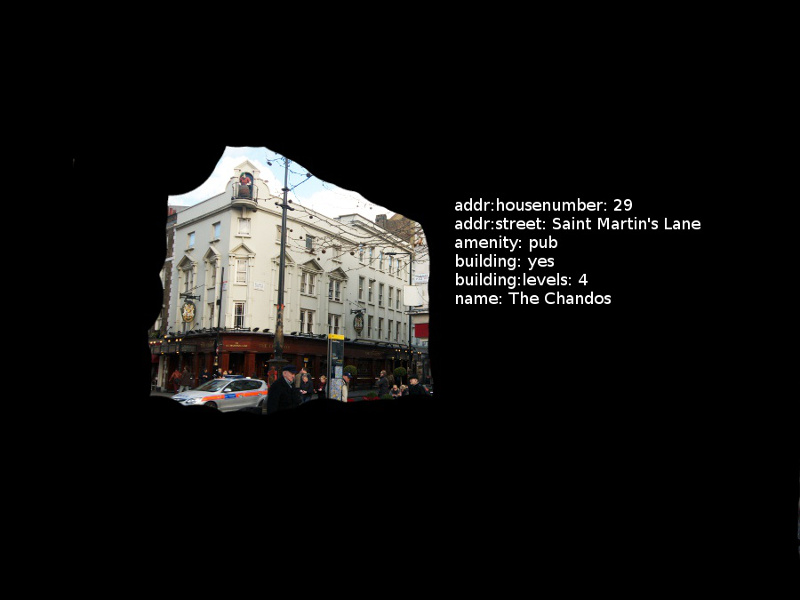 addr:housenumber: 29
addr:street: Saint Martin's Lane
amenity: pub
building: yes
building:levels: 4
name: The Chandos